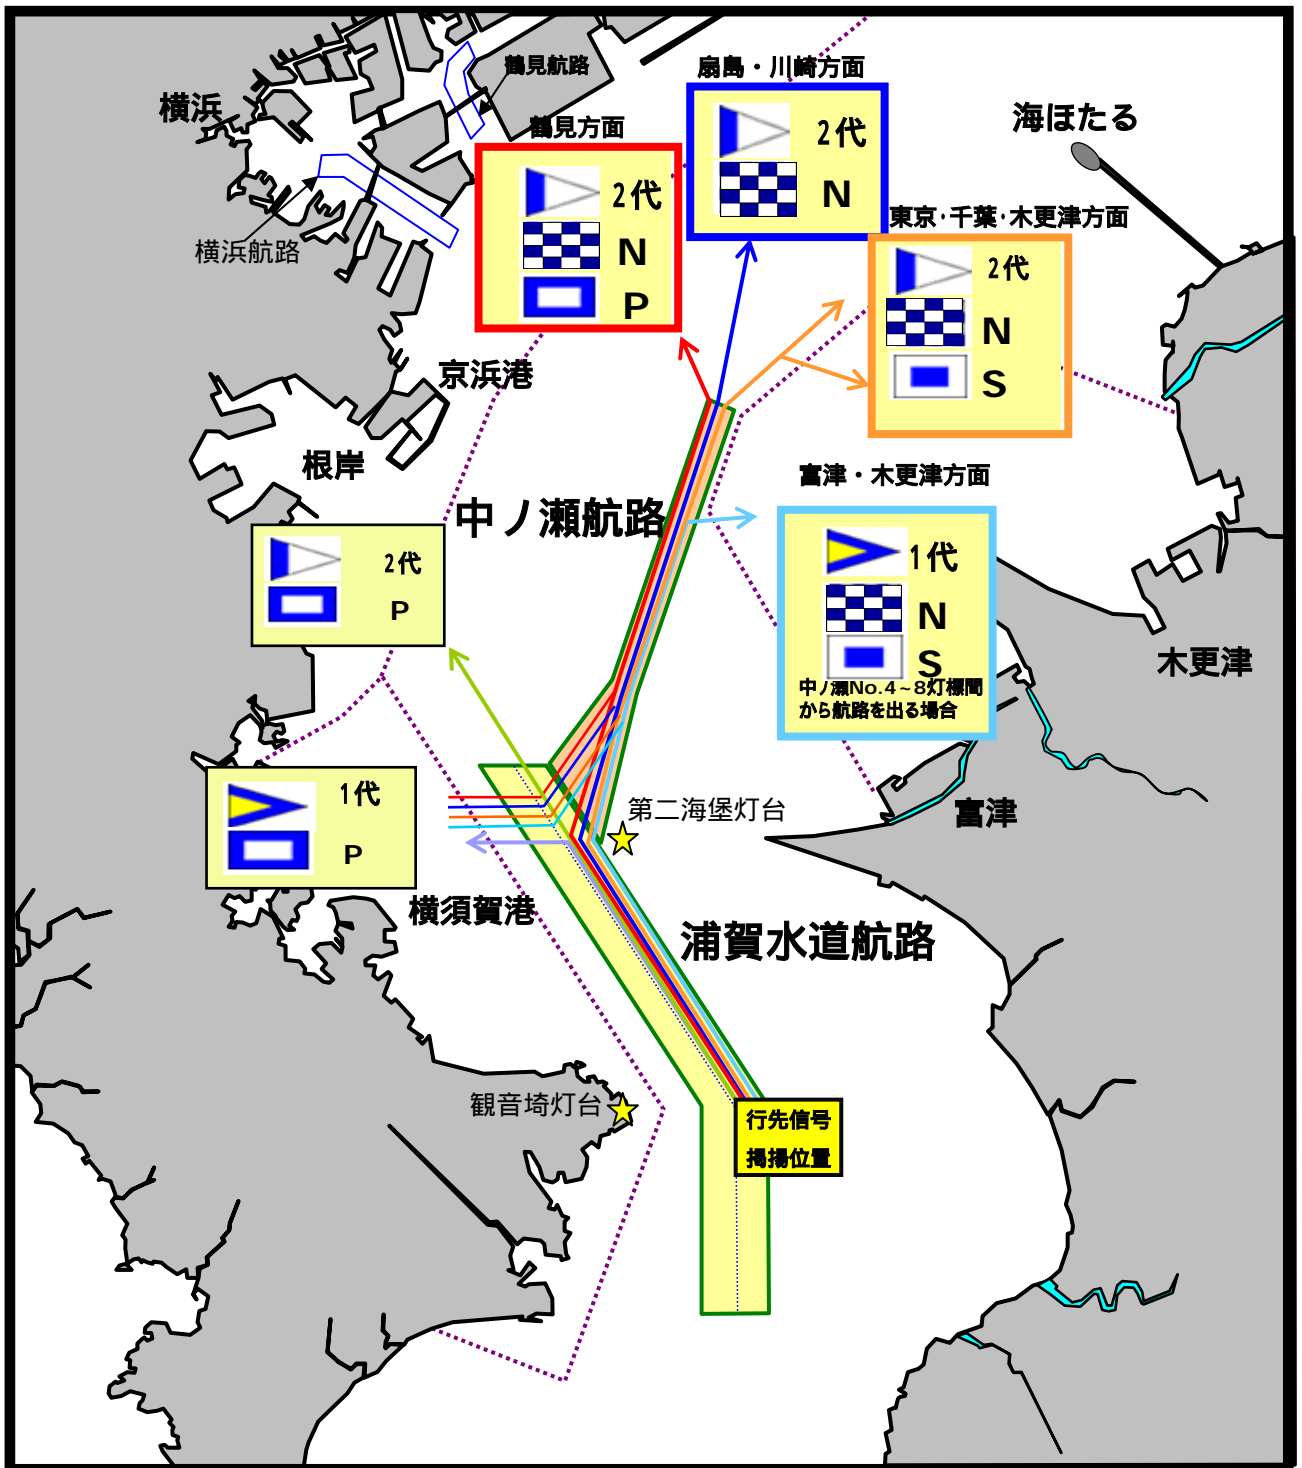 鶴見航路
扇島・川崎方面
横浜
海ほたる
鶴見方面
2代
N
2代
N
P
東京・千葉・木更津方面
2代
N
S
横浜航路
京浜港
根岸
富津・木更津方面
中ノ瀬航路
1代
N
S
中ノ瀬No.4~8灯標間
から航路を出る場合
2代
P
木更津
1代
P
第二海堡灯台
富津
横須賀港
浦賀水道航路
観音埼灯台
行先信号
掲揚位置